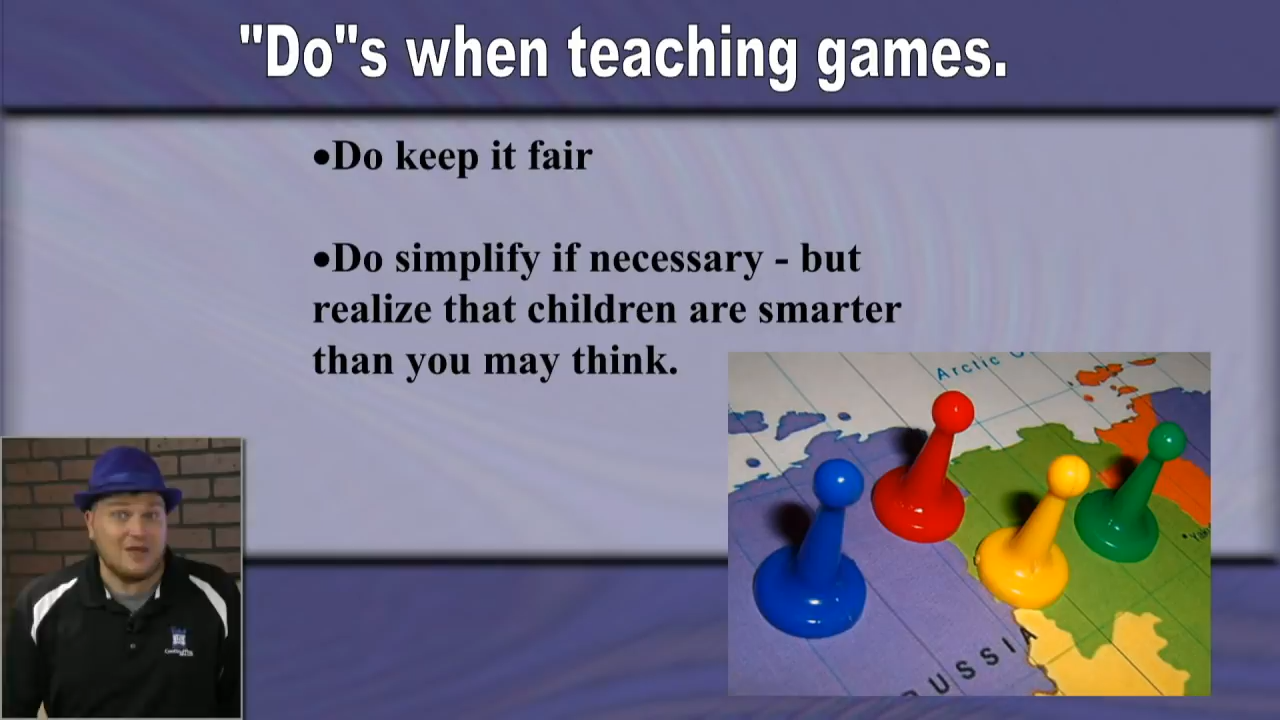 "Do"s when teaching games.
•Do keep it fair
•Do simplify if necessary - but
realize that children are smarter
than you may think.
Arctic
RUSSIA